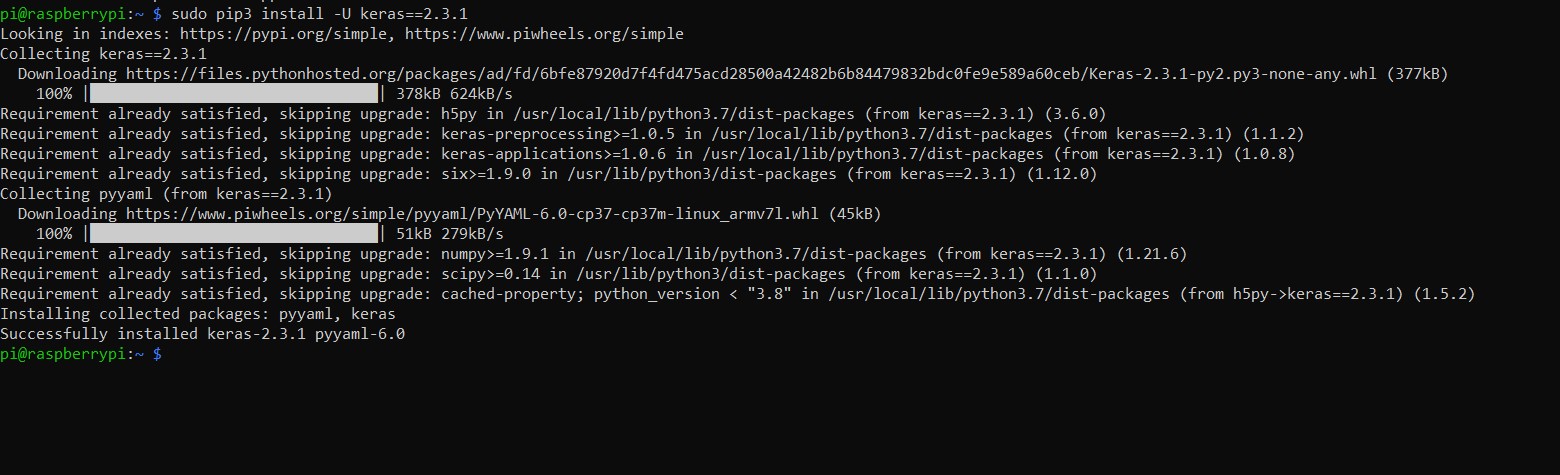 pi@raspberrypi:~ $ sudo pip3 install -U keras==2.3.1
Looking in indexes: https://pypi.org/simple, https://www.piwheels.org/simple
Collecting keras==2.3.1
  Downloading https://files.pythonhosted.org/packages/ad/fd/6bfe87920d7f4fd475acd28500a42482b6b84479832bdc0fe9e589a60ceb/Keras-2.3.1-py2.py3-none-any.whl (377kB)
    100% |████████████████████████████████| 378kB 624kB/s
Requirement already satisfied, skipping upgrade: h5py in /usr/local/lib/python3.7/dist-packages (from keras==2.3.1) (3.6.0)
Requirement already satisfied, skipping upgrade: keras-preprocessing>=1.0.5 in /usr/local/lib/python3.7/dist-packages (from keras==2.3.1) (1.1.2)
Requirement already satisfied, skipping upgrade: keras-applications>=1.0.6 in /usr/local/lib/python3.7/dist-packages (from keras==2.3.1) (1.0.8)
Requirement already satisfied, skipping upgrade: six>=1.9.0 in /usr/lib/python3/dist-packages (from keras==2.3.1) (1.12.0)
Collecting pyyaml (from keras==2.3.1)
  Downloading https://www.piwheels.org/simple/pyyaml/PyYAML-6.0-cp37-cp37m-linux_armv7l.whl (45kB)
    100% |████████████████████████████████| 51kB 279kB/s
Requirement already satisfied, skipping upgrade: numpy>=1.9.1 in /usr/local/lib/python3.7/dist-packages (from keras==2.3.1) (1.21.6)
Requirement already satisfied, skipping upgrade: scipy>=0.14 in /usr/lib/python3/dist-packages (from keras==2.3.1) (1.1.0)
Requirement already satisfied, skipping upgrade: cached-property; python_version < "3.8" in /usr/local/lib/python3.7/dist-packages (from h5py->keras==2.3.1) (1.5.2)
Installing collected packages: pyyaml, keras
Successfully installed keras-2.3.1 pyyaml-6.0
pi@raspberrypi:~ $